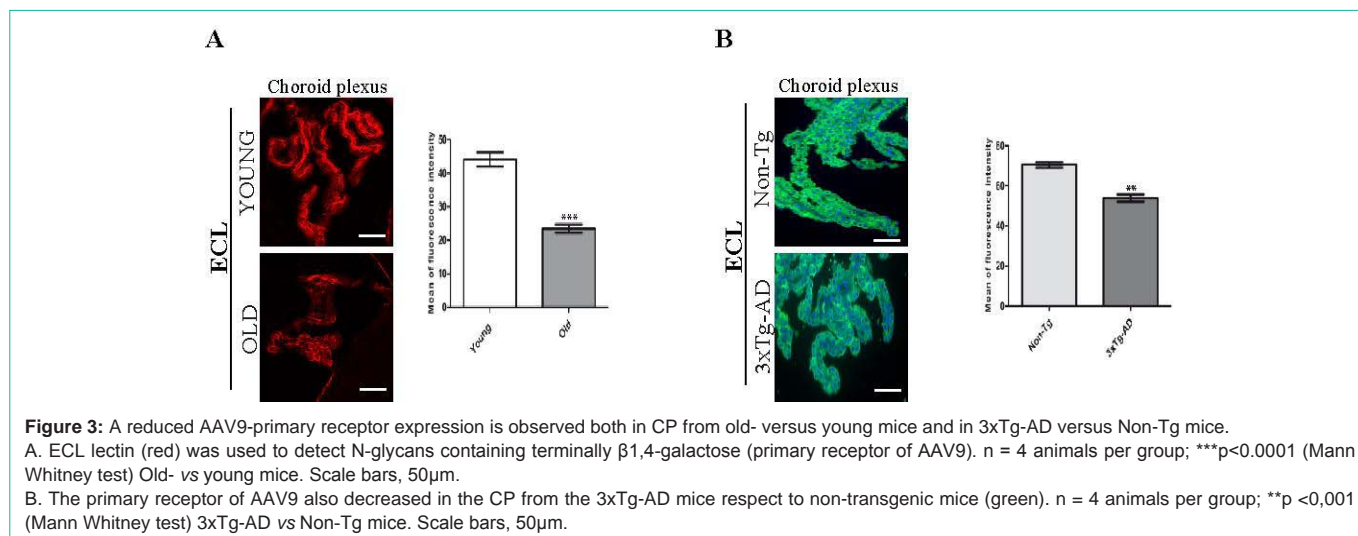 A
B
Choroid plexus
YOUNG
OLD
ECL
Mean of fluorescence intensity
50
40
30
20
10
0
***
Young
Old
Choroid plexus
Non-Tg
3xTg-AD
ECL
Mean of fluorescence intensity
80
60
40
20
0
**
Non-Tg
3xTg-AD
Figure 3: A reduced AAV9-primary receptor expression is observed both in CP from old- versus young mice and in 3xTg-AD versus Non-Tg mice.
A. ECL lectin (red) was used to detect N-glycans containing terminally β1,4-galactose (primary receptor of AAV9). n = 4 animals per group; ***p<0.0001 (Mann
Whitney test) Old- vs young mice. Scale bars, 50µm.
B. The primary receptor of AAV9 also decreased in the CP from the 3xTg-AD mice respect to non-transgenic mice (green). n = 4 animals per group; **p <0,001
(Mann Whitney test) 3xTg-AD vs Non-Tg mice. Scale bars, 50µm.